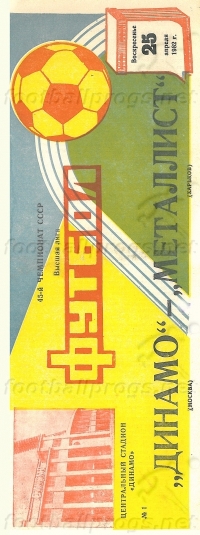 Воскресенье
25
апреля
1982 г.
45-й ЧЕМПИОНАТ СССР
Высшая лига
ФУТБОЛ
„ДИНАМО“ – „МЕТАЛЛИСТ“
(МОСКВА)
(ХАРЬКОВ)
ЦЕНТРАЛЬНЫЙ СТАДИОН
«ДИНАМО»
№ 1
footballprogs.net